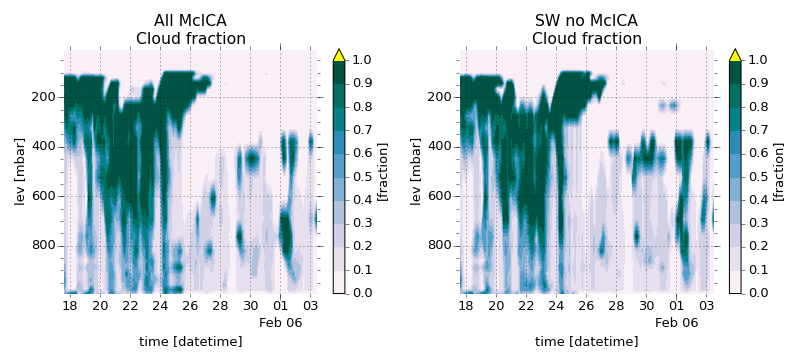 All McICA
Cloud fraction
lev [mbar]
200
400
600
800
18 20 22 24 26 28 30 01 03
Feb 06
time [datetime]
1.0
0.9
0.8
0.7
0.6
0.5
0.4
0.3
0.2
0.1
0.0
[fraction]
SW no McICA
Cloud fraction
lev [mbar]
200
400
600
800
18 20 22 24 26 28 30 01 03
Feb 06
time [datetime]
1.0
0.9
0.8
0.7
0.6
0.5
0.4
0.3
0.2
0.1
0.0
[fraction]